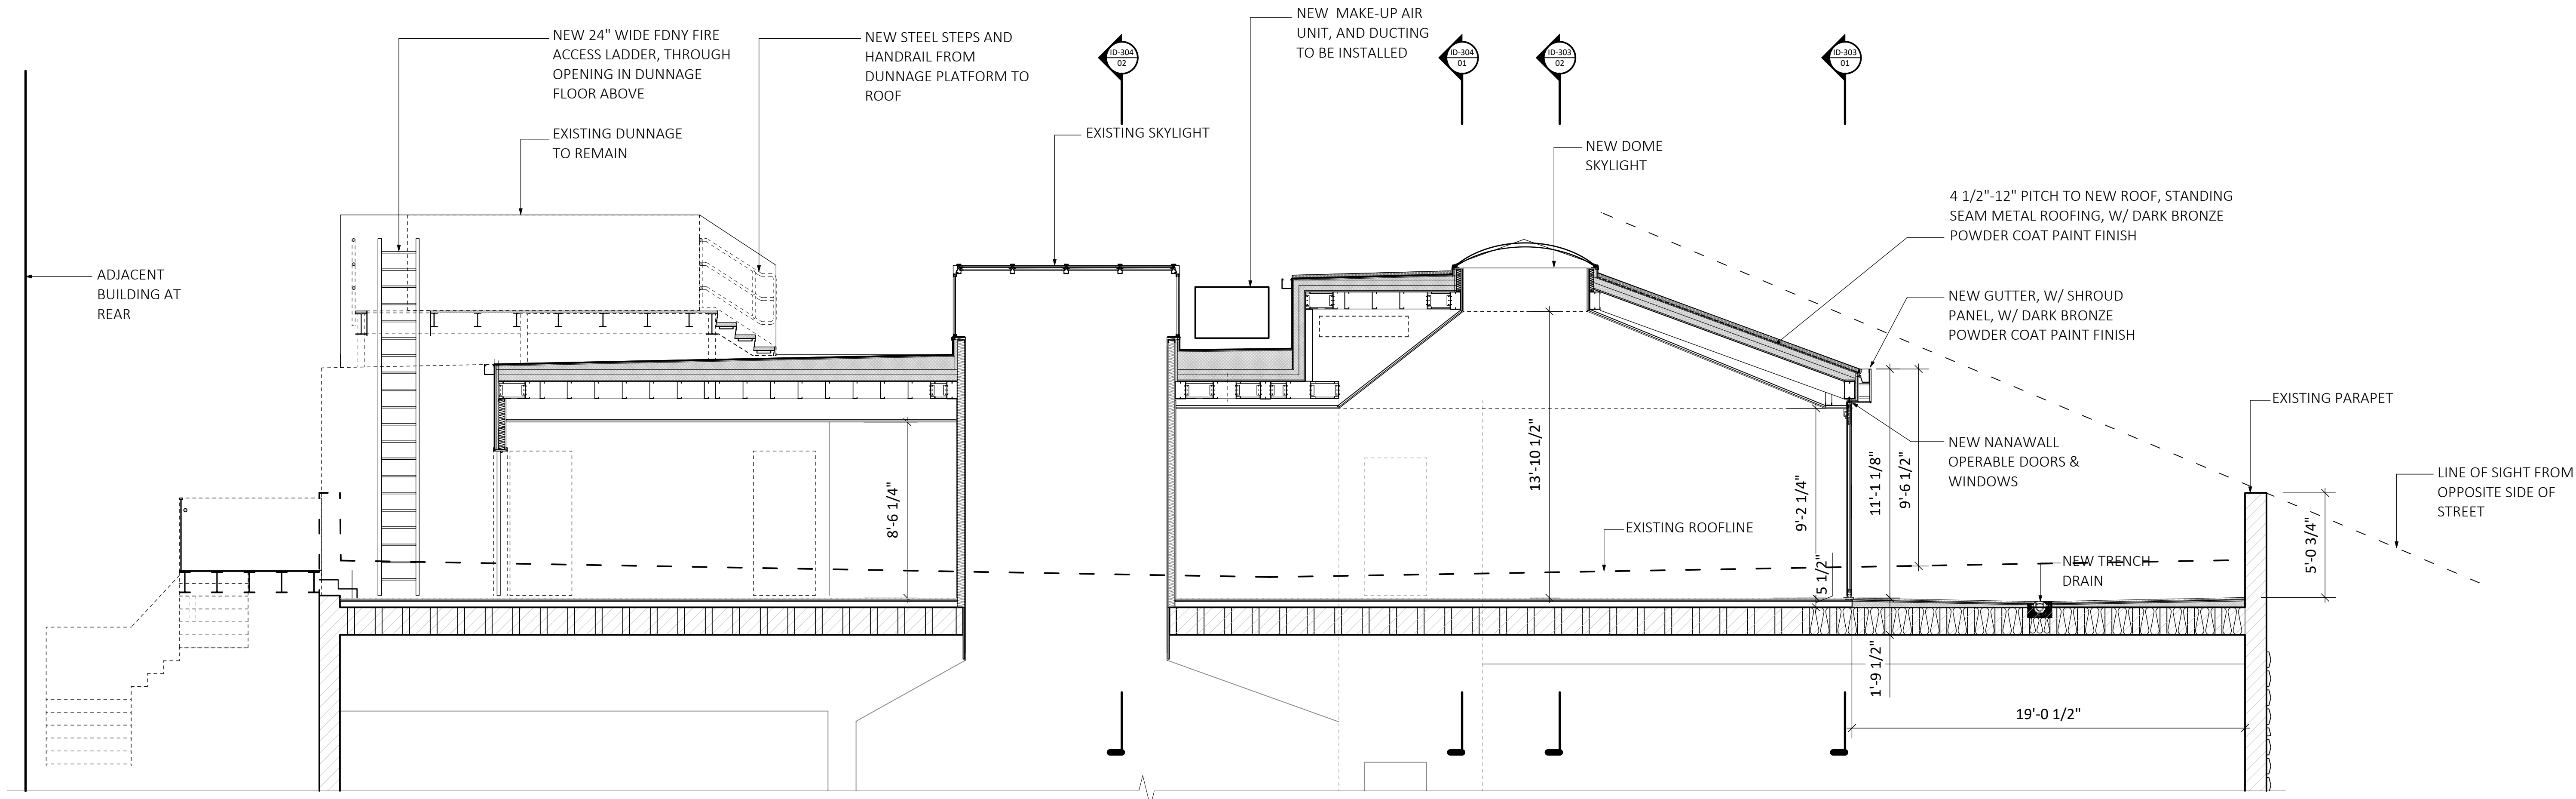 NEW 24" WIDE FDNY FIRE
ACCESS LADDER, THROUGH
OPENING IN DUNNAGE
FLOOR ABOVE
EXISTING DUNNAGE
TO REMAIN
NEW STEEL STEPS AND
HANDRAIL FROM
DUNNAGE PLATFORM TO
ROOF
ID-304
02
EXISTING SKYLIGHT
NEW MAKE-UP AIR
UNIT, AND DUCTING
TO BE INSTALLED
ID-304
01
ID-303
02
ID-303
01
NEW DOME
SKYLIGHT
4 1/2"-12" PITCH TO NEW ROOF, STANDING
SEAM METAL ROOFING, W/ DARK BRONZE
POWDER COAT PAINT FINISH
ADJACENT
BUILDING AT
REAR
NEW GUTTER, W/ SHROUD
PANEL, W/ DARK BRONZE
POWDER COAT PAINT FINISH
EXISTING PARAPET
NEW NANAWALL
OPERABLE DOORS &
WINDOWS
LINE OF SIGHT FROM
OPPOSITE SIDE OF
STREET
8'-6 1/4"
13'-10 1/2"
9'-2 1/4"
11'-1 1/8"
9'-6 1/2"
EXISTING ROOFLINE
5 1/2"
NEW TRENCH
DRAIN
5'-0 3/4"
1'-9 1/2"
19'-0 1/2"